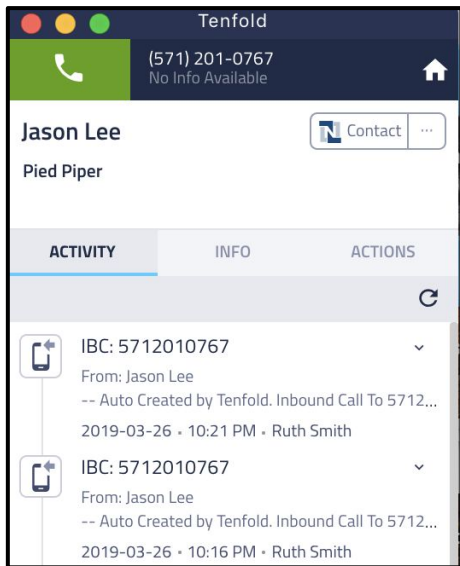 Tenfold
(571) 201-0767
No Info Available
Jason Lee
N Contact ...
Pied Piper
ACTIVITY INFO ACTIONS
IBC: 5712010767
From: Jason Lee
-- Auto Created by Tenfold. Inbound Call To 5712...
2019-03-26 • 10:21 PM • Ruth Smith
IBC: 5712010767
From: Jason Lee
-- Auto Created by Tenfold. Inbound Call To 5712...
2019-03-26 • 10:16 PM • Ruth Smith